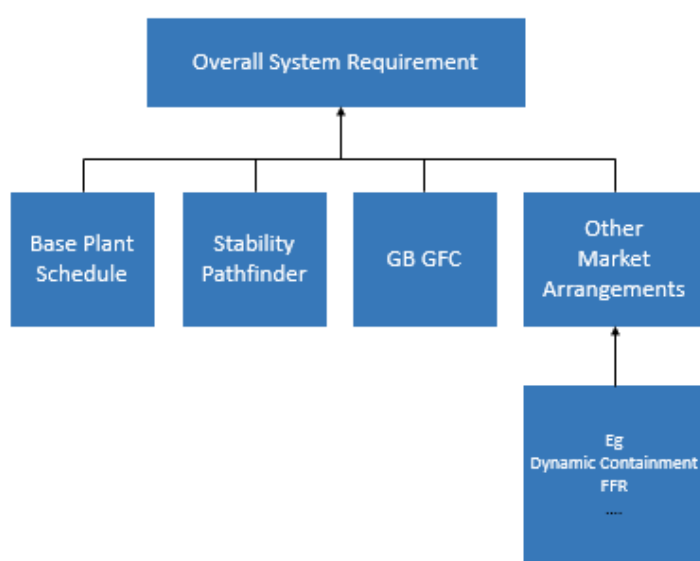 Overall System Requirement
Base Plant
Schedule
Stability
Pathfinder
GB GFC
Other
Market
Arrangements
Eg
Dynamic Containment
FFR
....